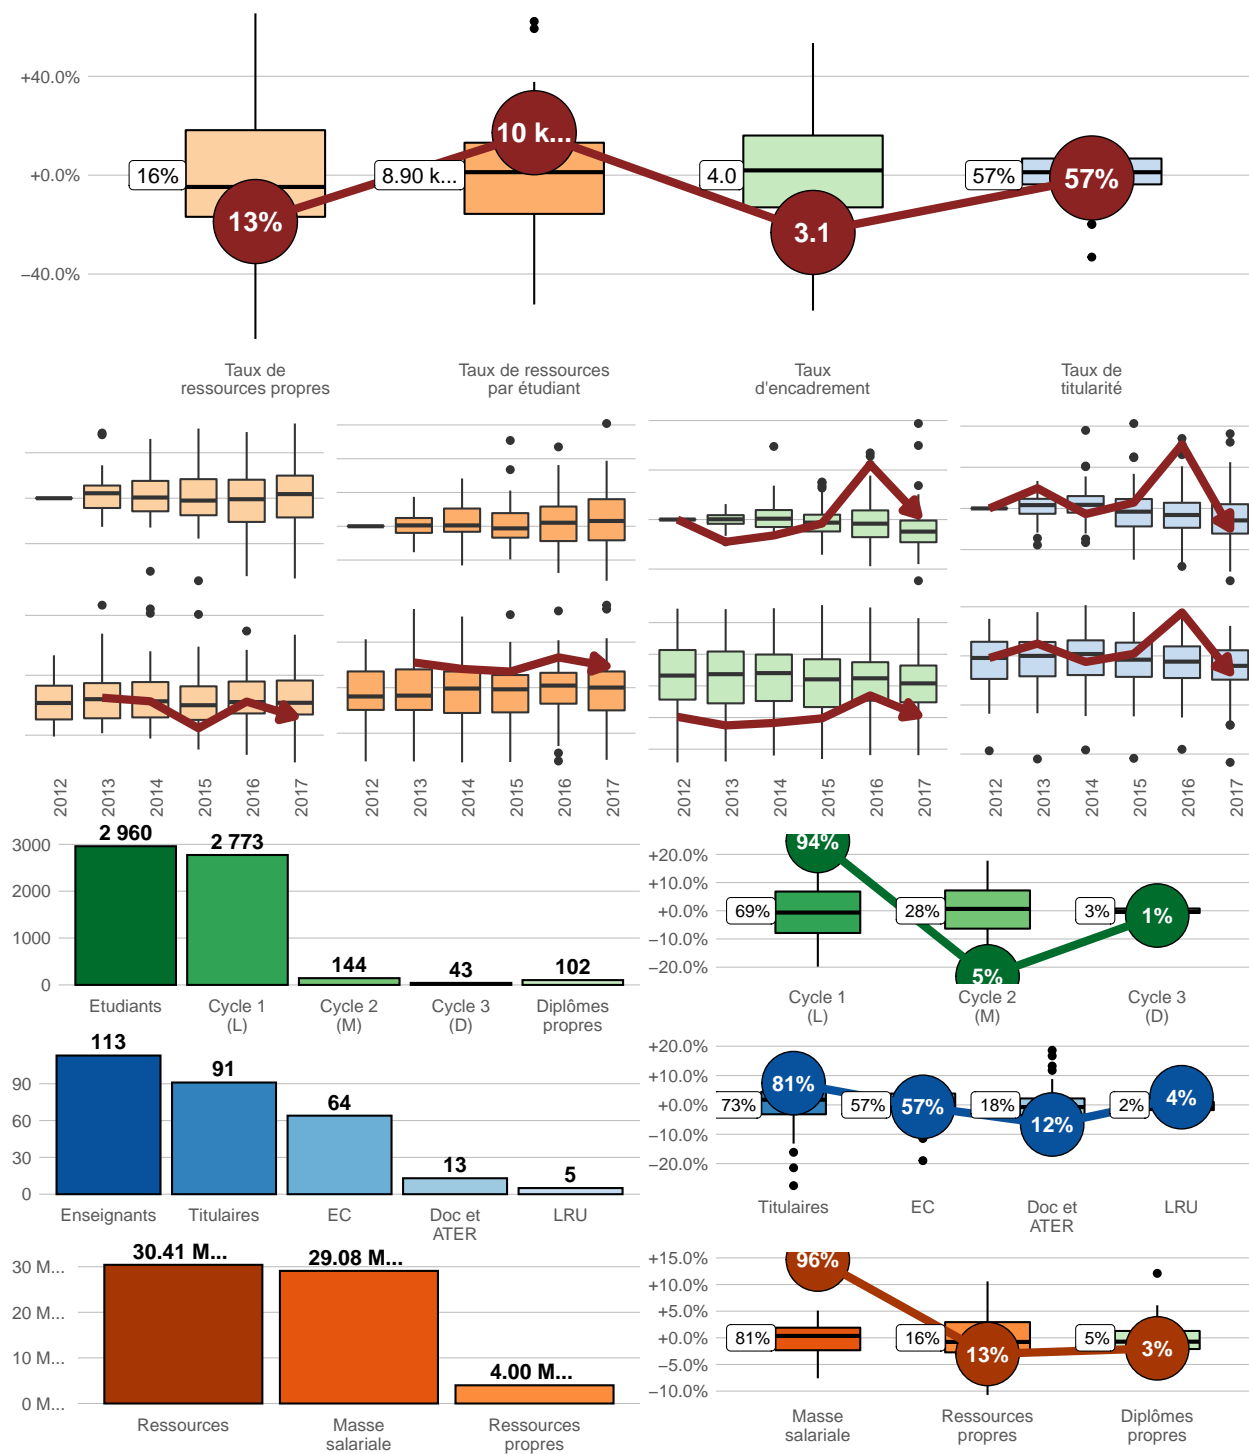 +40.0%
+0.0%
−40.0%
16%
13%
8.90 k...
10 k...
4.0
3.1
57%
57%
Taux de
ressources propres
Taux de ressources
par étudiant
Taux
d'encadrement
Taux de
titularité
2012
2013
2014
2015
2016
2017
2012
2013
2014
2015
2016
2017
2012
2013
2014
2015
2016
2017
2012
2013
2014
2015
2016
2017
3000
2000
1000
0
2 960
2 773
144
43
102
Etudiants
Cycle 1
(L)
Cycle 2
(M)
Cycle 3
(D)
Diplômes
propres
+20.0%
+10.0%
+0.0%
−10.0%
−20.0%
69%
94%
28%
5%
3%
1%
Cycle 1
(L)
Cycle 2
(M)
Cycle 3
(D)
90
60
30
0
113
91
64
13
5
Enseignants
Titulaires
EC
Doc et
ATER
LRU
+20.0%
+10.0%
+0.0%
−10.0%
−20.0%
73%
81%
57%
57%
18%
12%
2%
4%
Titulaires
EC
Doc et
ATER
LRU
30 M...
20 M...
10 M...
0 M...
30.41 M...
29.08 M...
4.00 M...
Ressources
Masse
salariale
Ressources
propres
+15.0%
+10.0%
+5.0%
+0.0%
−5.0%
−10.0%
81%
96%
16%
13%
5%
3%
Masse
salariale
Ressources
propres
Diplômes
propres